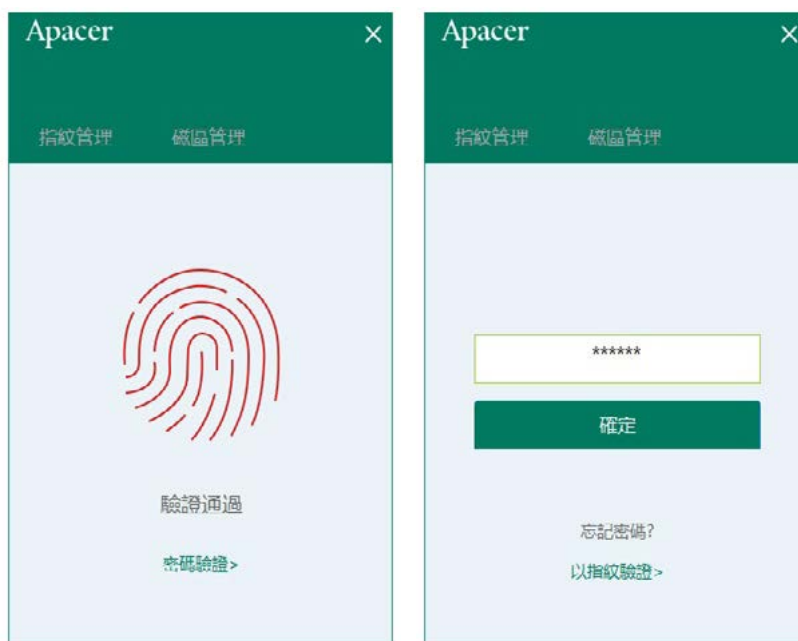 Apacer
指紋管理 磁區管理
驗證通過
密碼驗證>
Apacer
指紋管理 磁區管理
******
確定
忘記密碼?
以指紋驗證>